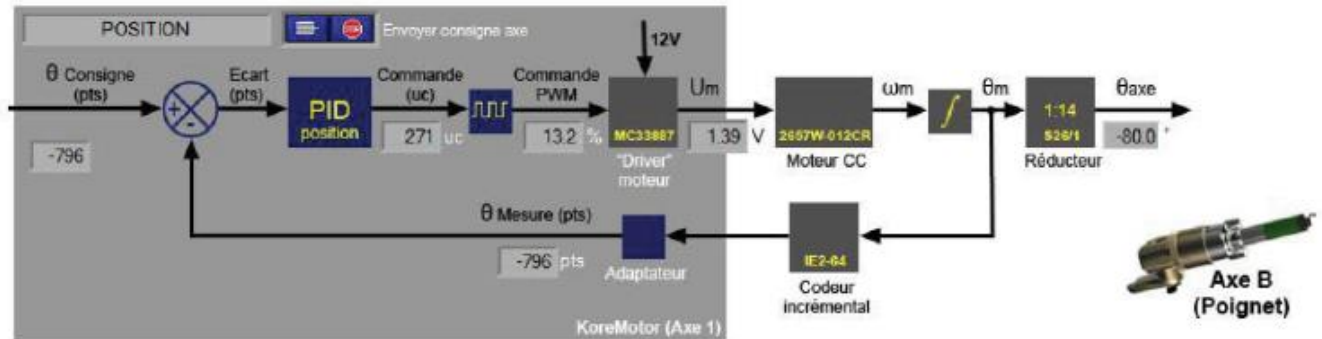 POSITION
STOP
Envoyer consigne axe
12V
θ Consigne
(pts)
Ecart
(pts)
Commande
(uc)
Commande
PWM
Um
ωm
θm
θaxe
+
-
PID
position
MC33887
2657W-012CR
∫
1:14
S26/1
-796
271 uc
13.2 %
1.39 V
-80.0 °
"Driver"
moteur
Moteur CC
Réducteur
θ Mesure (pts)
-796 pts
Adaptateur
IE2-64
Codeur
incrémental
KoreMotor (Axe 1)
Axe B
(Poignet)